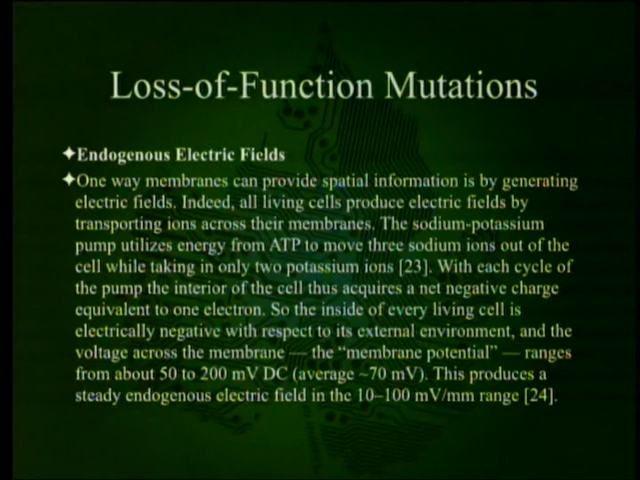 Loss-of-Function Mutations
✦Endogenous Electric Fields
✦One way membranes can provide spatial information is by generating
electric fields. Indeed, all living cells produce electric fields by
transporting ions across their membranes. The sodium-potassium
pump utilizes energy from ATP to move three sodium ions out of the
cell while taking in only two potassium ions [23]. With each cycle of
the pump the interior of the cell thus acquires a net negative charge
equivalent to one electron. So the inside of every living cell is
electrically negative with respect to its external environment, and the
voltage across the membrane — the “membrane potential” — ranges
from about 50 to 200 mV DC (average ~70 mV). This produces a
steady endogenous electric field in the 10–100 mV/mm range [24].